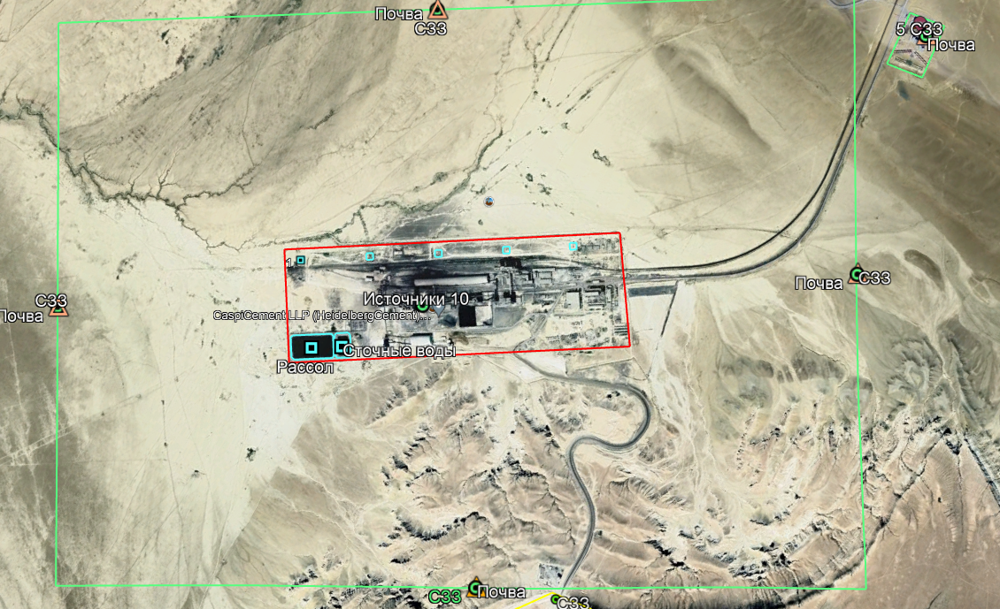 Почва
СЗЗ
5 СЗЗ
Почва
Почва
СЗЗ
СЗЗ
Почва
1
Источники 10
CaspiCement LLP (HeidelbergCement)...
Сточные воды
Рассол
СЗЗ
Почва
СЗЗ